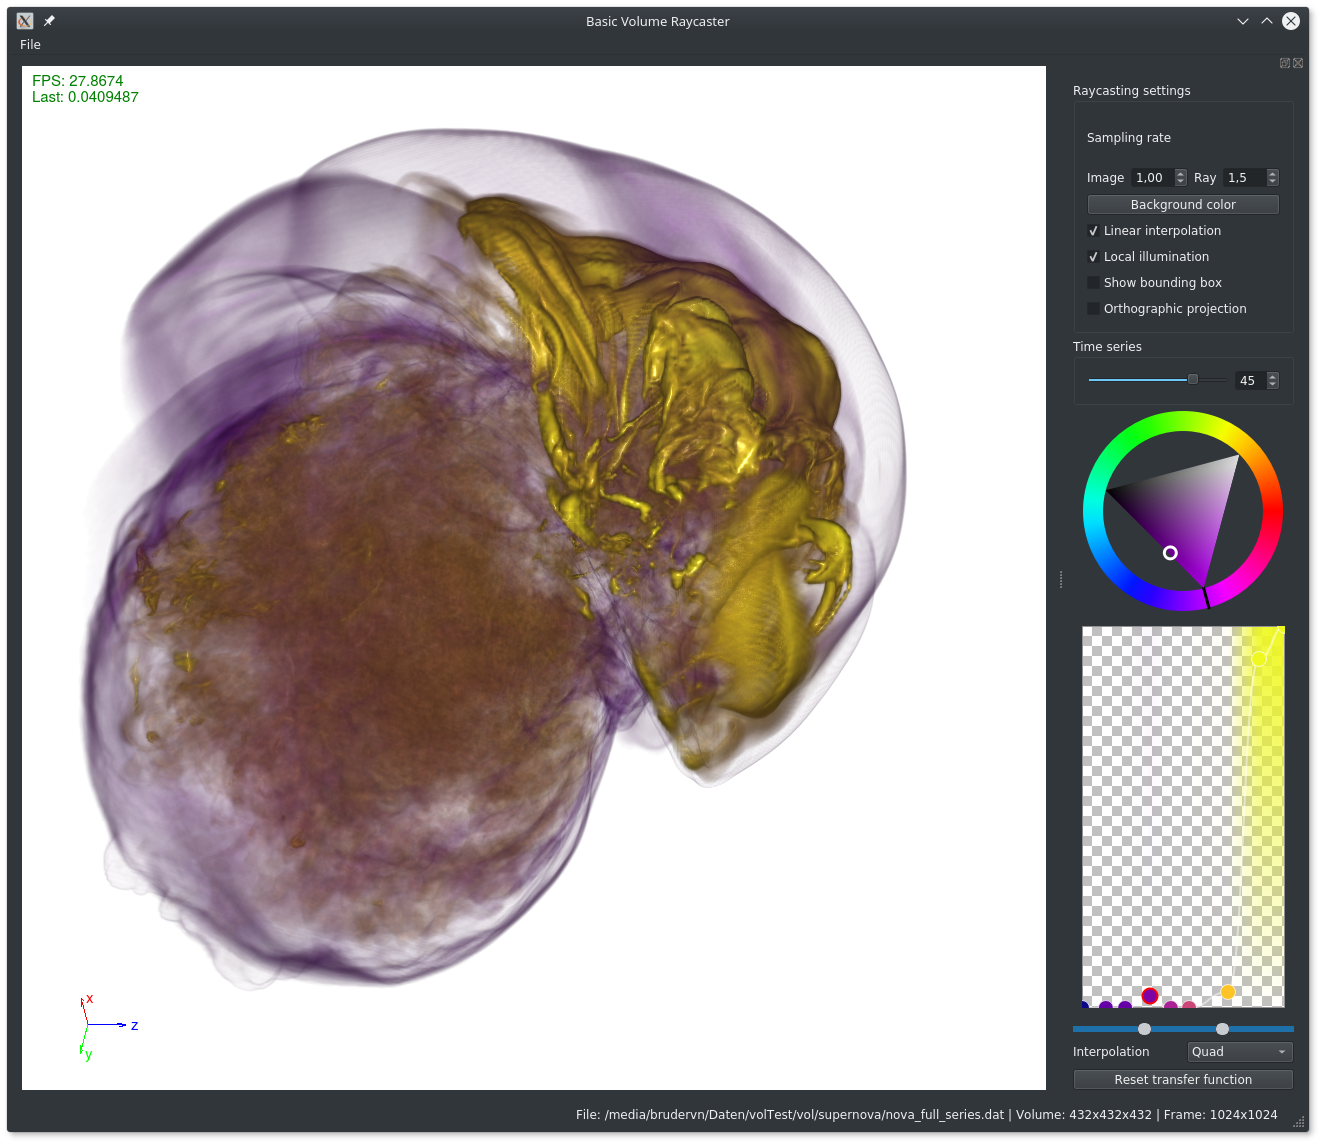 Basic Volume Raycaster
File
FPS: 27.8674
Last: 0.0409487
Raycasting settings
Sampling rate
Image 1,00 Ray 1,5
Background color
Linear interpolation
Local illumination
Show bounding box
Orthographic projection
Time series
45
x
z
y
Interpolation Quad
Reset transfer function
File: /media/brudervn/Daten/volTest/vol/supernova/nova_full_series.dat | Volume: 432x432x432 | Frame: 1024x1024